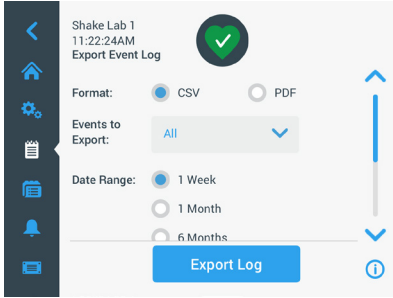 Shake Lab 1
11:22:24AM
Export Event Log
Format: CSV PDF
Events to
Export: All
Date Range: 1 Week
1 Month
6 Months
Export Log